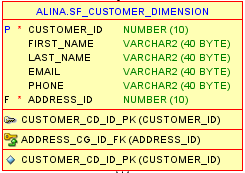 ALINA.SF_CUSTOMER_DIMENSION
P * CUSTOMER_ID NUMBER (10)
FIRST_NAME VARCHAR2 (40 BYTE)
LAST_NAME VARCHAR2 (40 BYTE)
EMAIL VARCHAR2 (40 BYTE)
PHONE VARCHAR2 (40 BYTE)
F * ADDRESS_ID NUMBER (10)
CUSTOMER_CD_ID_PK (CUSTOMER_ID)
ADDRESS_CG_ID_FK (ADDRESS_ID)
CUSTOMER_CD_ID_PK (CUSTOMER_ID)